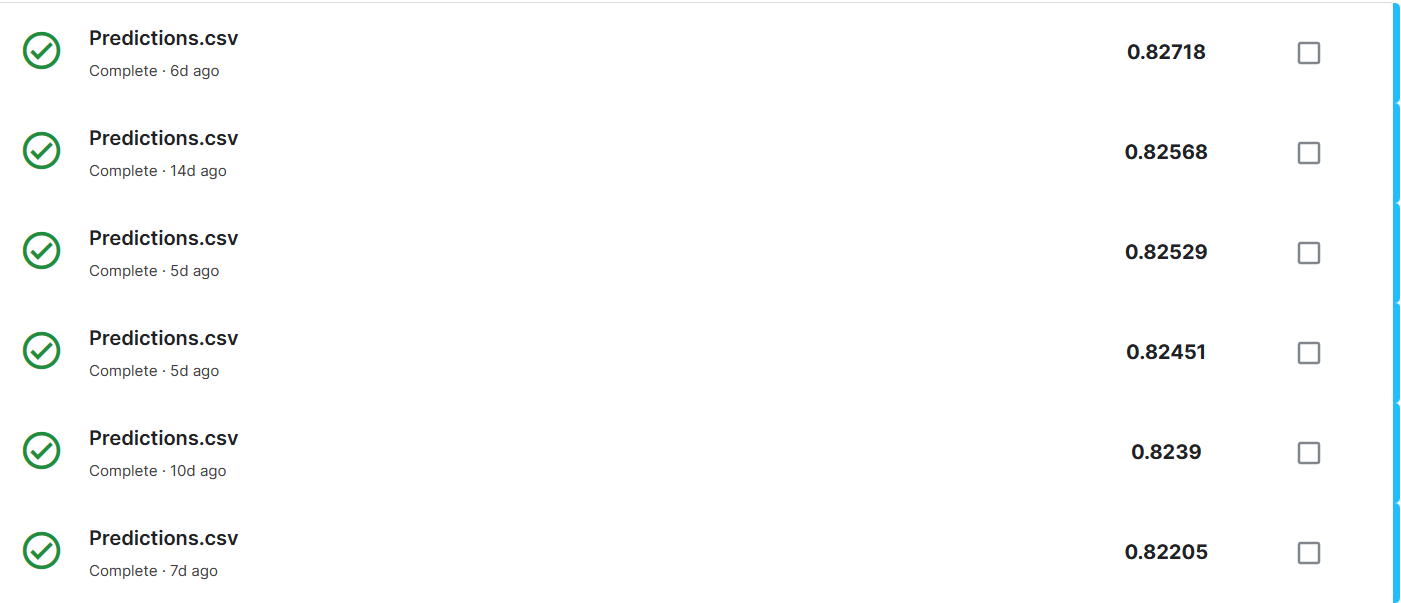 Predictions.csv
0.82718
Complete · 6d ago
Predictions.csv
0.82568
Complete · 14d ago
Predictions.csv
0.82529
Complete · 5d ago
Predictions.csv
0.82451
Complete · 5d ago
Predictions.csv
0.8239
Complete · 10d ago
Predictions.csv
0.82205
Complete · 7d ago